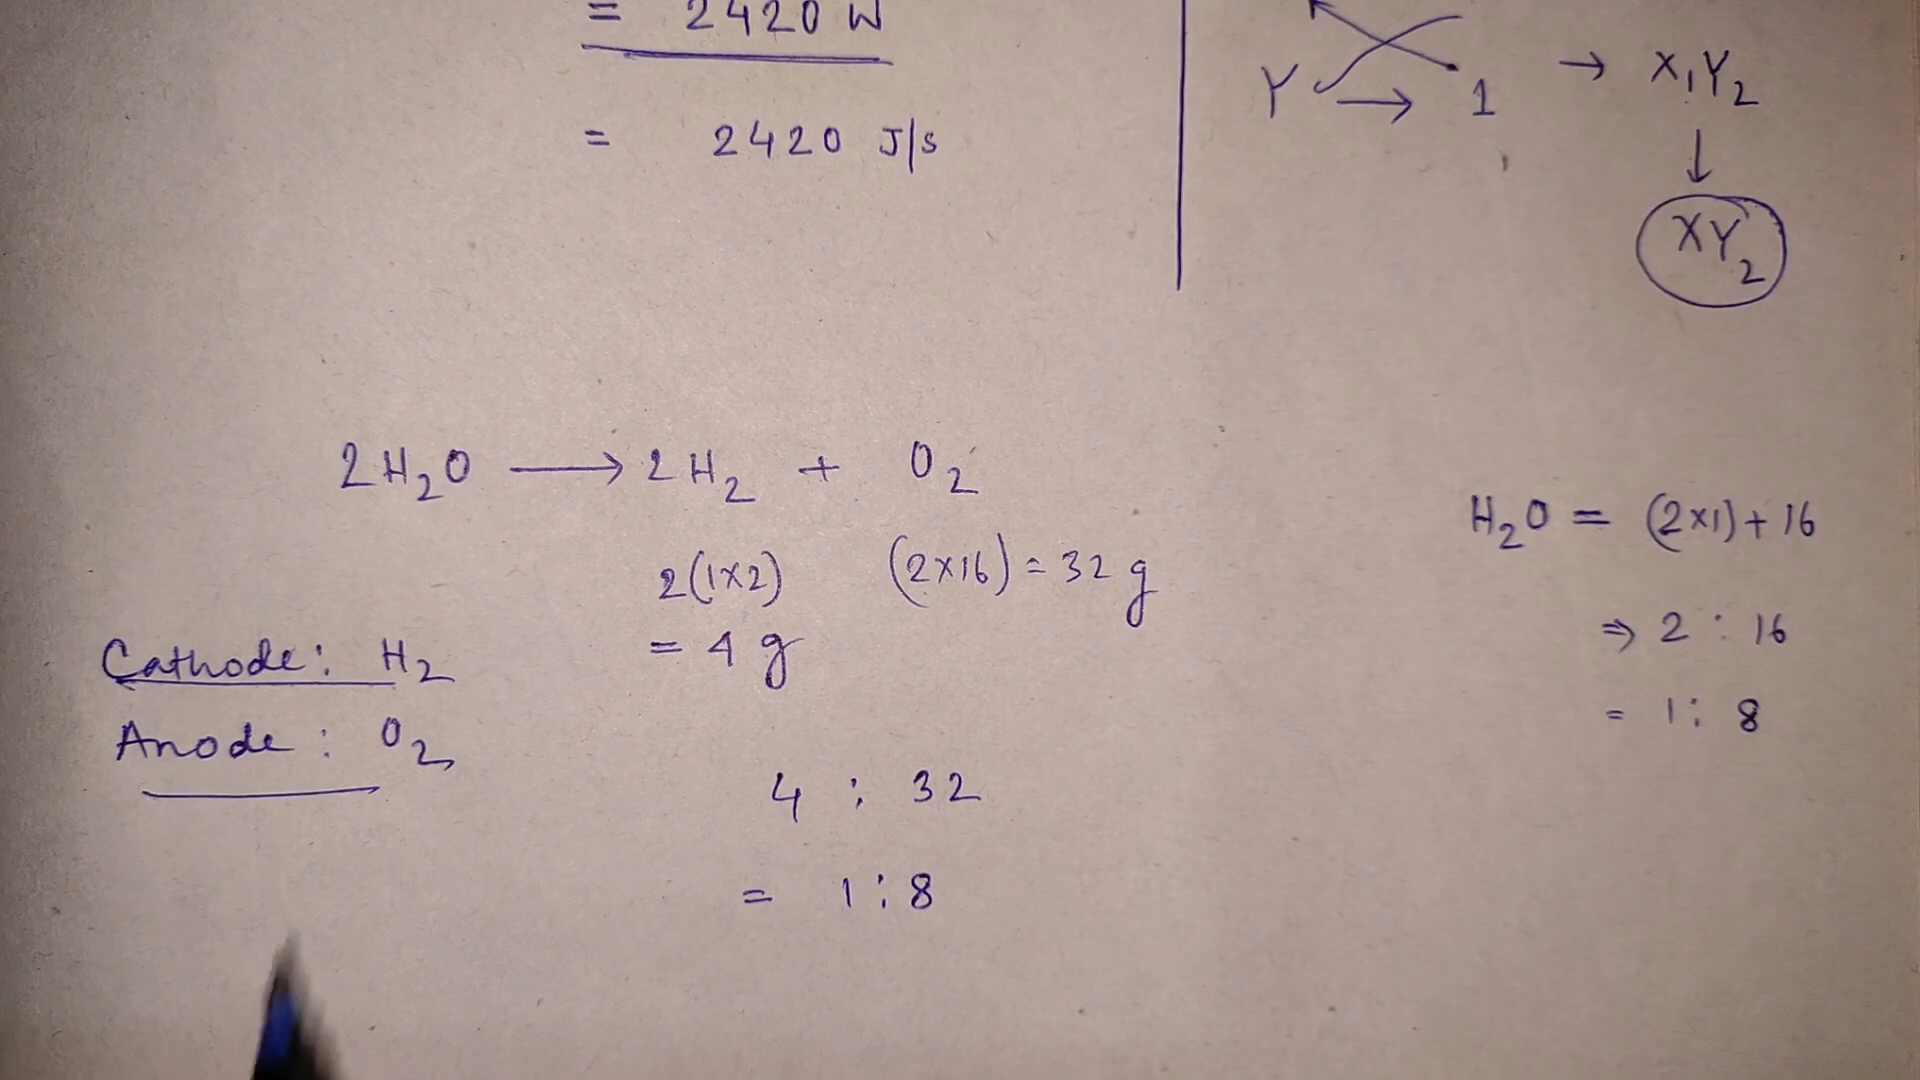 = 2420 W
= 2420 J/s
Y → 1 → X₁Y₂
↓
XY₂
2H₂O ⟶ 2H₂ + O₂
2(1×2) (2×16) = 32 g
= 4 g
Cathode: H₂
Anode: O₂
4 : 32
= 1:8
H₂O = (2×1) + 16
⇒ 2 : 16
= 1 : 8